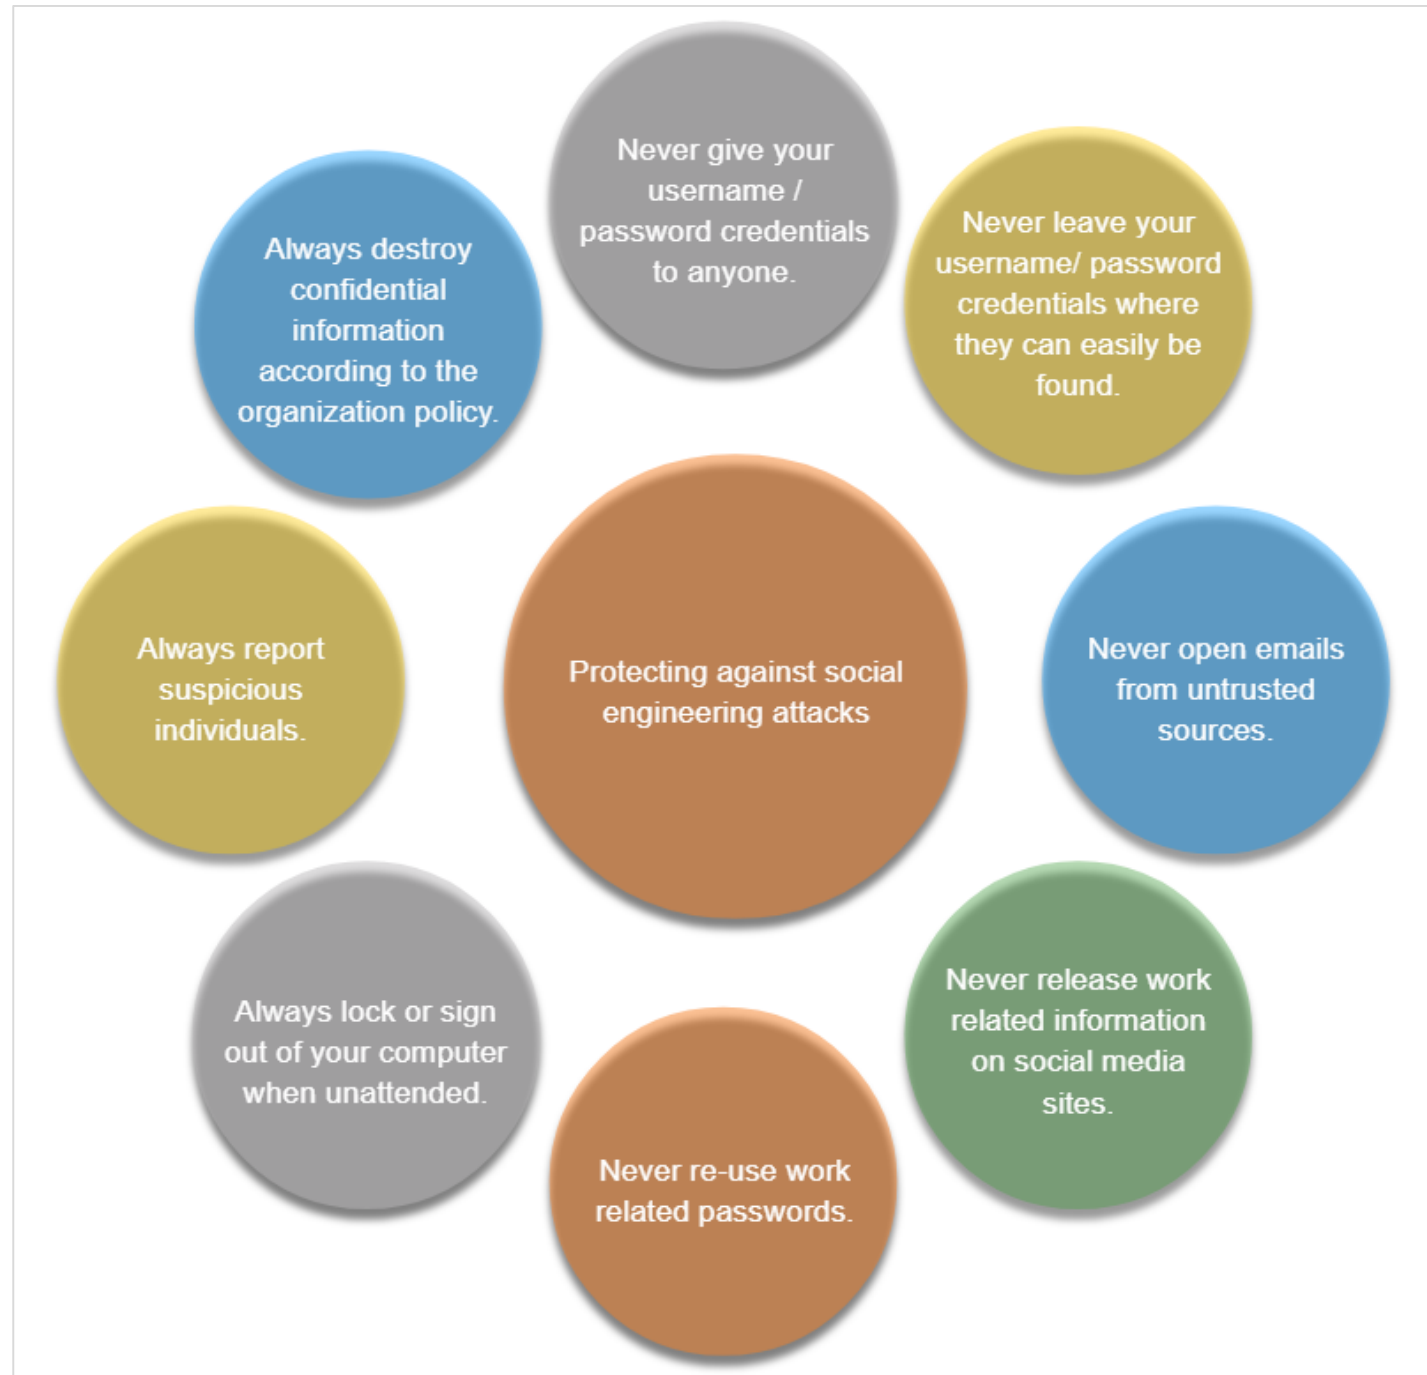 Never give your
username /
password credentials
to anyone.
Never leave your
username/ password
credentials where
they can easily be
found.
Never open emails
from untrusted
sources.
Never release work
related information
on social media
sites.
Never re-use work
related passwords.
Always lock or sign
out of your computer
when unattended.
Always report
suspicious
individuals.
Always destroy
confidential
information
according to the
organization policy.
Protecting against social
engineering attacks